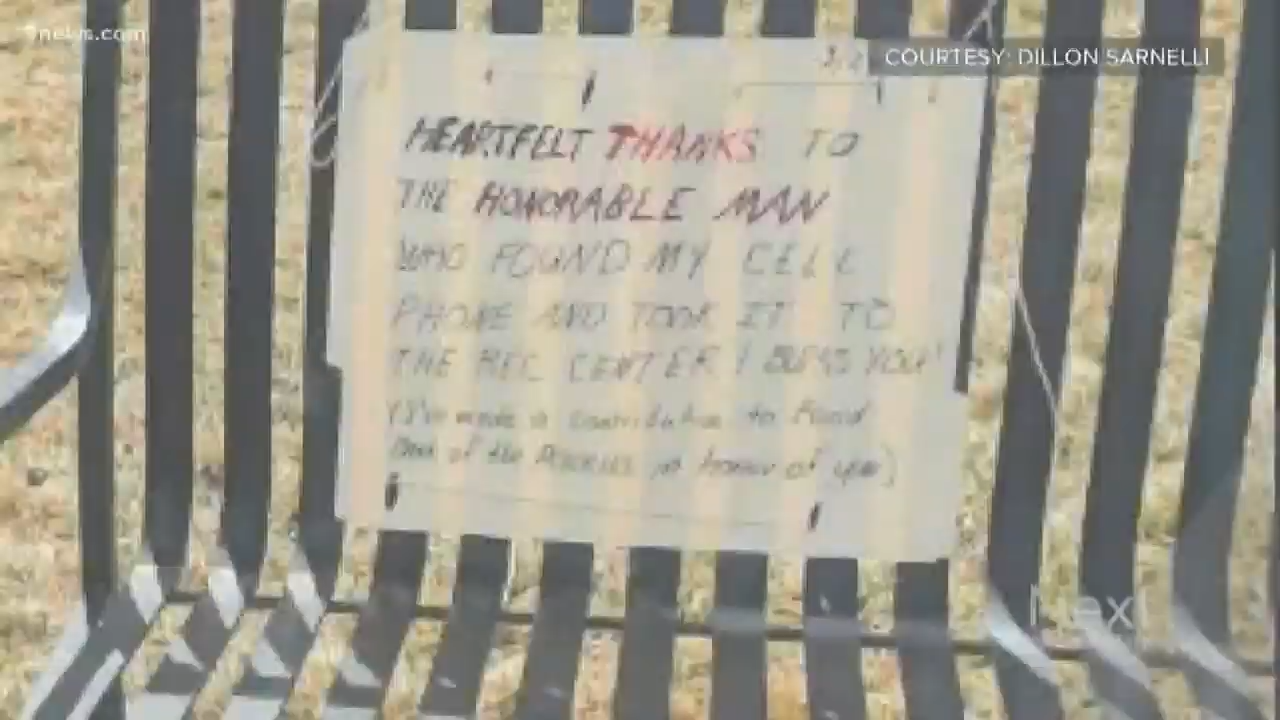 9news.com
COURTESY: DILLON SARNELLI
HEARTFELT THANKS TO
THE HONORABLE MAN
WHO FOUND MY CELL
PHONE AND TOOK IT TO
THE REC CENTER! BLESS YOU!
(I've made a contribution to Food
Bank of the Rockies in honor of you)
Next